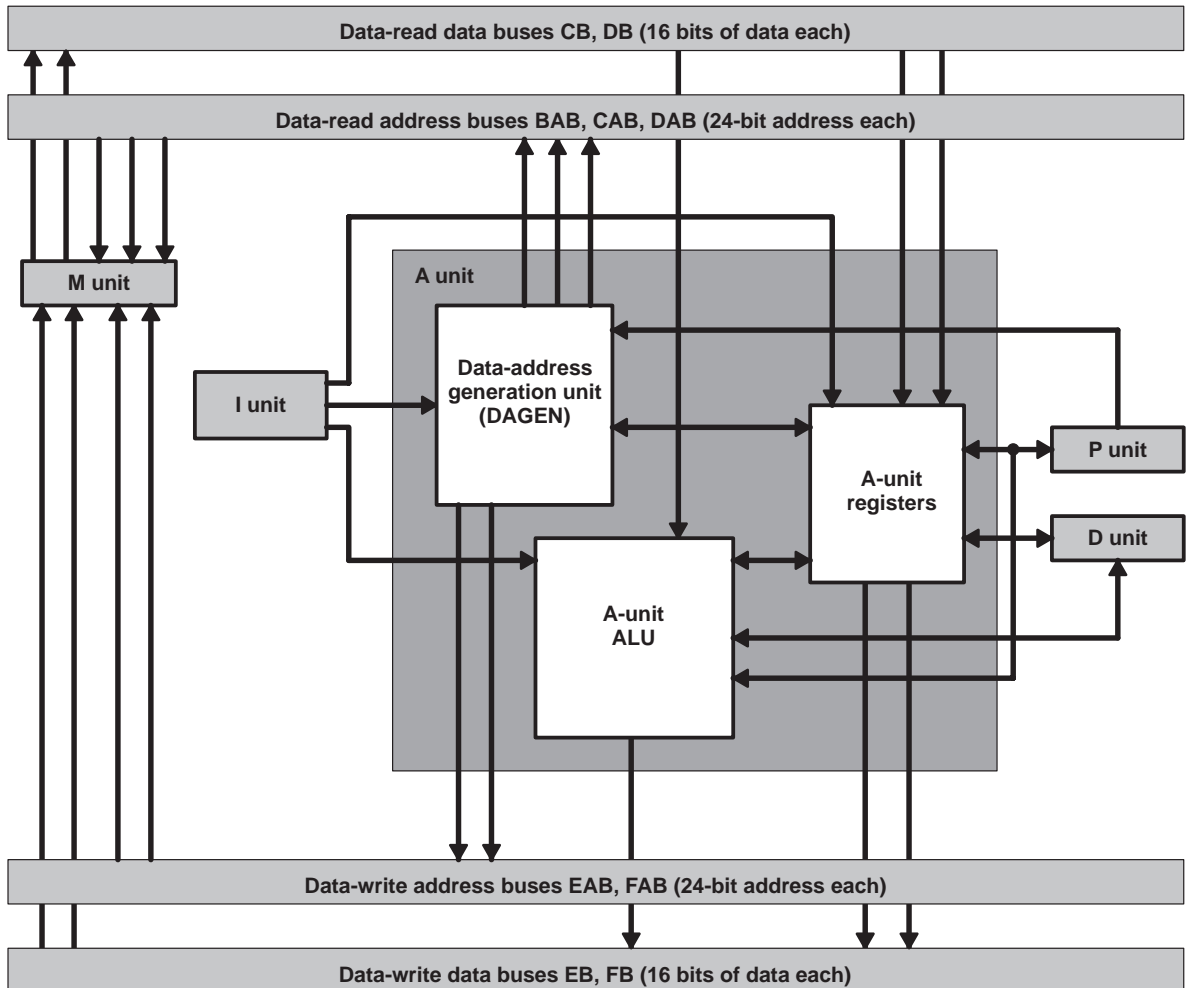 Data-read data buses CB, DB (16 bits of data each)
Data-read address buses BAB, CAB, DAB (24-bit address each)
M unit
A unit
I unit
Data-address
generation unit
(DAGEN)
A-unit
registers
P unit
D unit
A-unit
ALU
Data-write address buses EAB, FAB (24-bit address each)
Data-write data buses EB, FB (16 bits of data each)